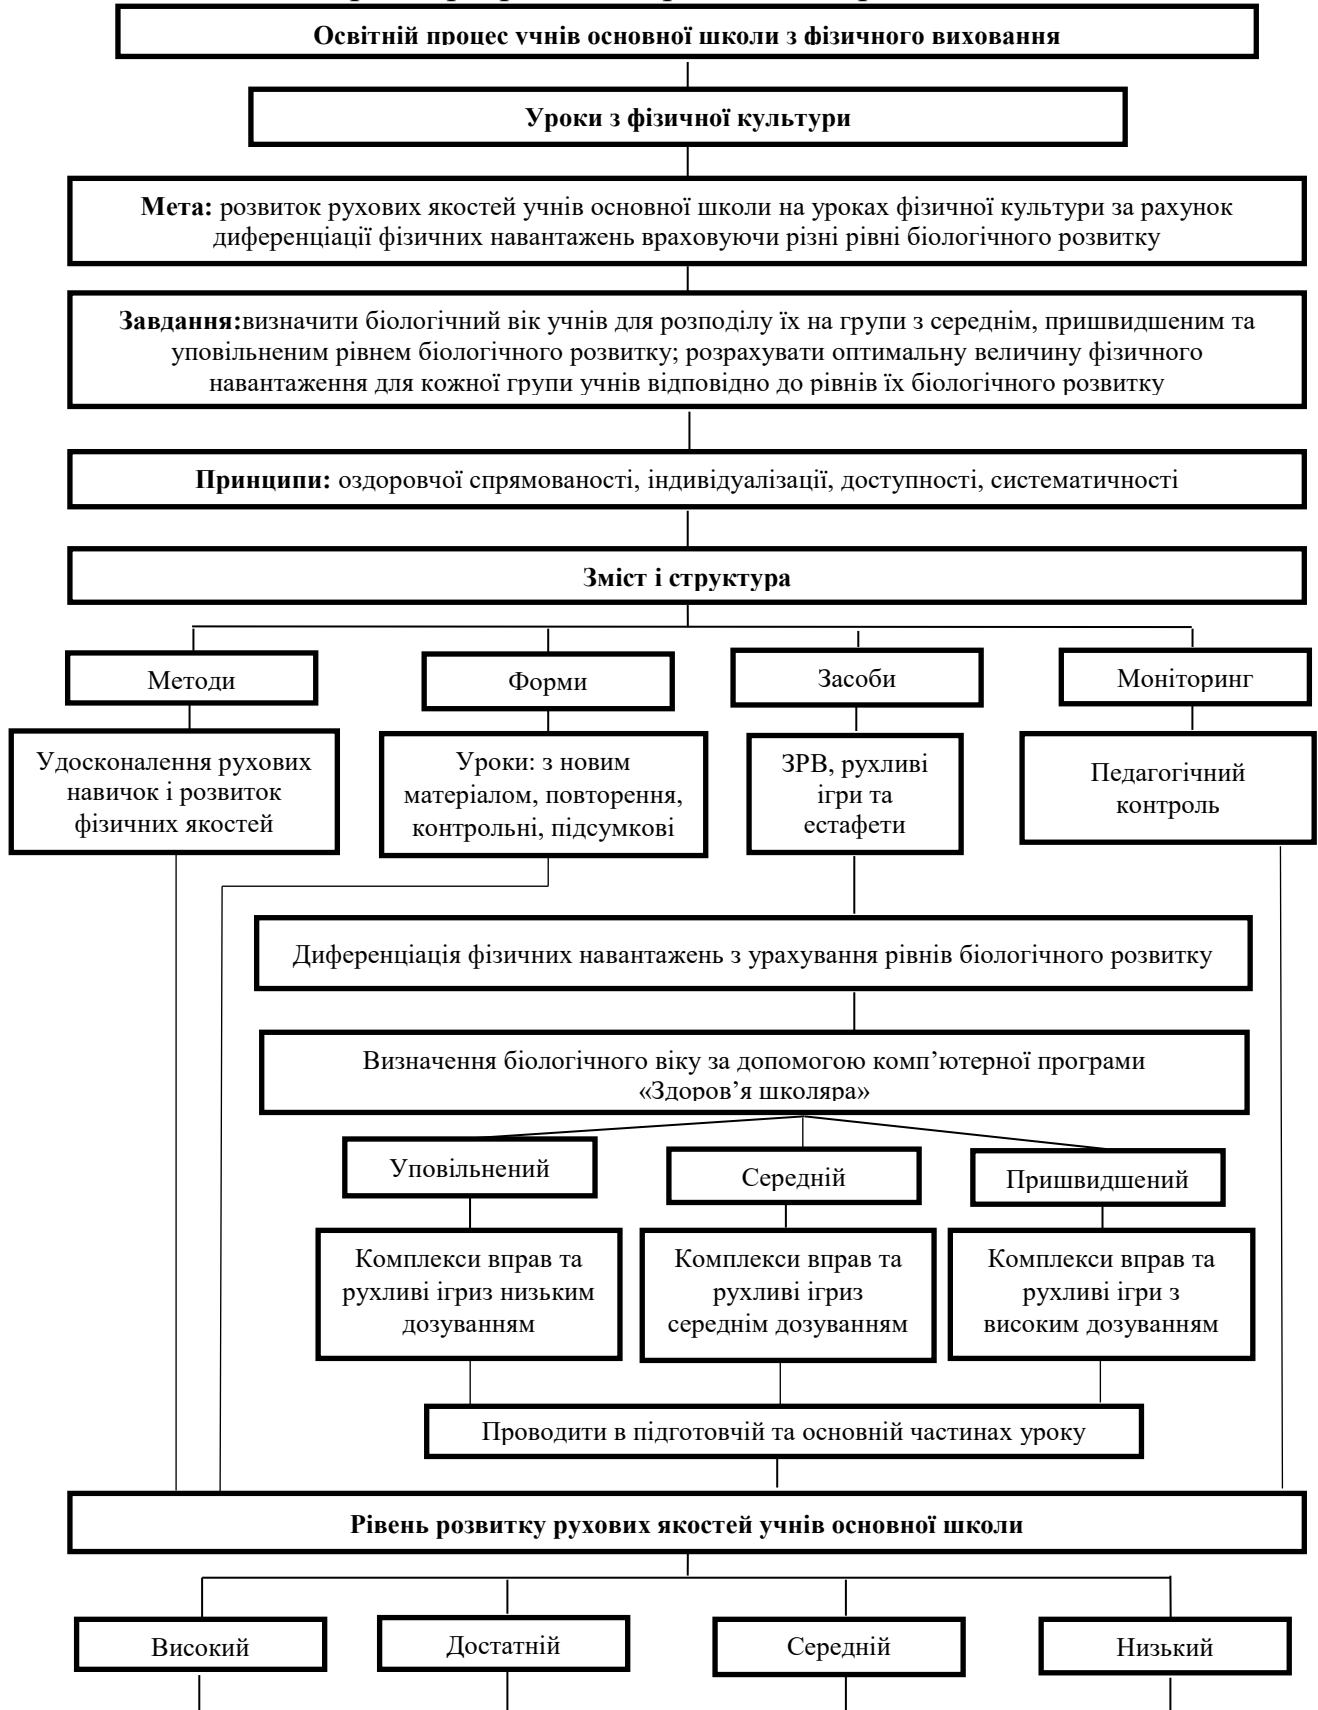 Освітній процес учнів основної школи з фізичного виховання
Уроки з фізичної культури
Мета: розвиток рухових якостей учнів основної школи на уроках фізичної культури за рахунок
диференціації фізичних навантажень враховуючи різні рівні біологічного розвитку
Завдання:визначити біологічний вік учнів для розподілу їх на групи з середнім, пришвидшеним та
уповільненим рівнем біологічного розвитку; розрахувати оптимальну величину фізичного
навантаження для кожної групи учнів відповідно до рівнів їх біологічного розвитку
Принципи: оздоровчої спрямованості, індивідуалізації, доступності, систематичності
Зміст і структура
Методи
Форми
Засоби
Моніторинг
Удосконалення рухових
навичок і розвиток
фізичних якостей
Уроки: з новим
матеріалом, повторення,
контрольні, підсумкові
ЗРВ, рухливі
ігри та
естафети
Педагогічний
контроль
Диференціація фізичних навантажень з урахування рівнів біологічного розвитку
Визначення біологічного віку за допомогою комп’ютерної програми
«Здоров’я школяра»
Уповільнений
Середній
Пришвидшений
Комплекси вправ та
рухливі ігриз низьким
дозуванням
Комплекси вправ та
рухливі ігриз
середнім дозуванням
Комплекси вправ та
рухливі ігри з
високим дозуванням
Проводити в підготовчій та основній частинах уроку
Рівень розвитку рухових якостей учнів основної школи
Високий
Достатній
Середній
Низький